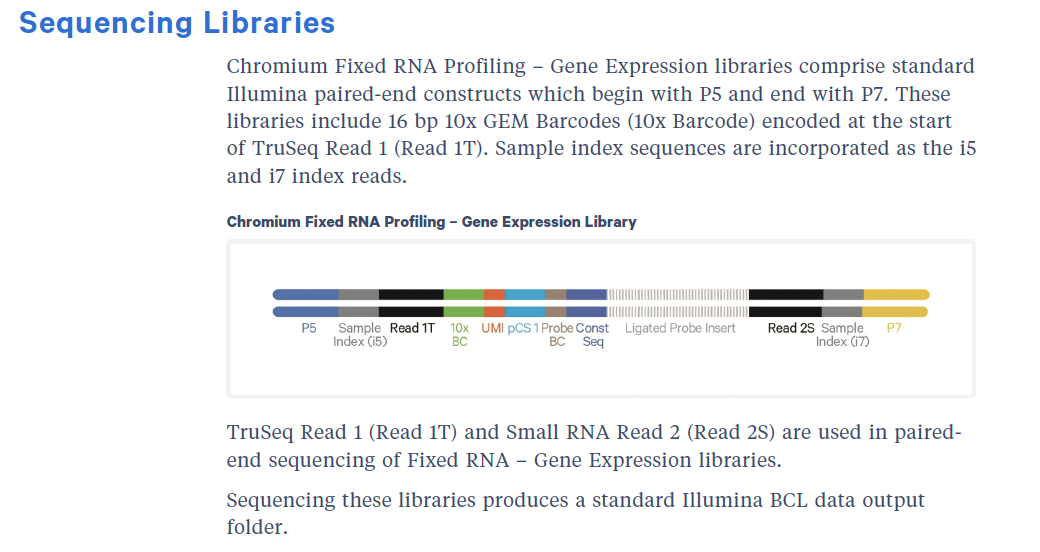 Sequencing Libraries
Chromium Fixed RNA Profiling – Gene Expression libraries comprise standard
Illumina paired-end constructs which begin with P5 and end with P7. These
libraries include 16 bp 10x GEM Barcodes (10x Barcode) encoded at the start
of TruSeq Read 1 (Read 1T). Sample index sequences are incorporated as the i5
and i7 index reads.
Chromium Fixed RNA Profiling – Gene Expression Library
P5 Sample Read 1T 10x UMI pCS 1 Probe Const Ligated Probe Insert Read 2S Sample P7
Index (i5) BC BC Seq Index (i7)
TruSeq Read 1 (Read 1T) and Small RNA Read 2 (Read 2S) are used in paired-
end sequencing of Fixed RNA – Gene Expression libraries.
Sequencing these libraries produces a standard Illumina BCL data output
folder.